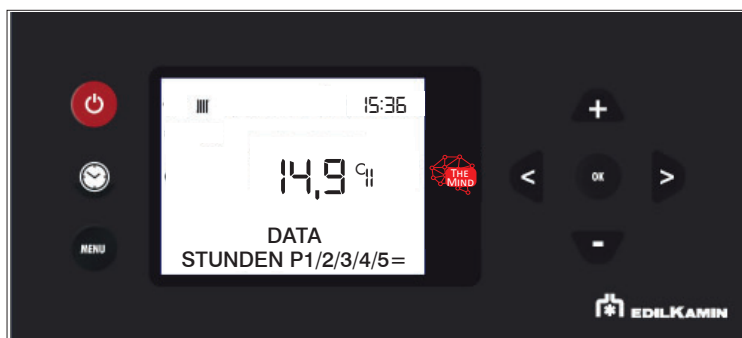 15:36
14,9 C
THE
MIND
< OK >
+
-
MENU
DATA
STUNDEN P1/2/3/4/5=
EDILKAMIN